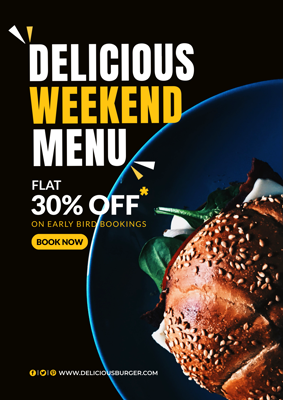 DELICIOUS
WEEKEND
MENU
FLAT
30% OFF*
ON EARLY BIRD BOOKINGS
BOOK NOW
WWW.DELICIOUSBURGER.COM